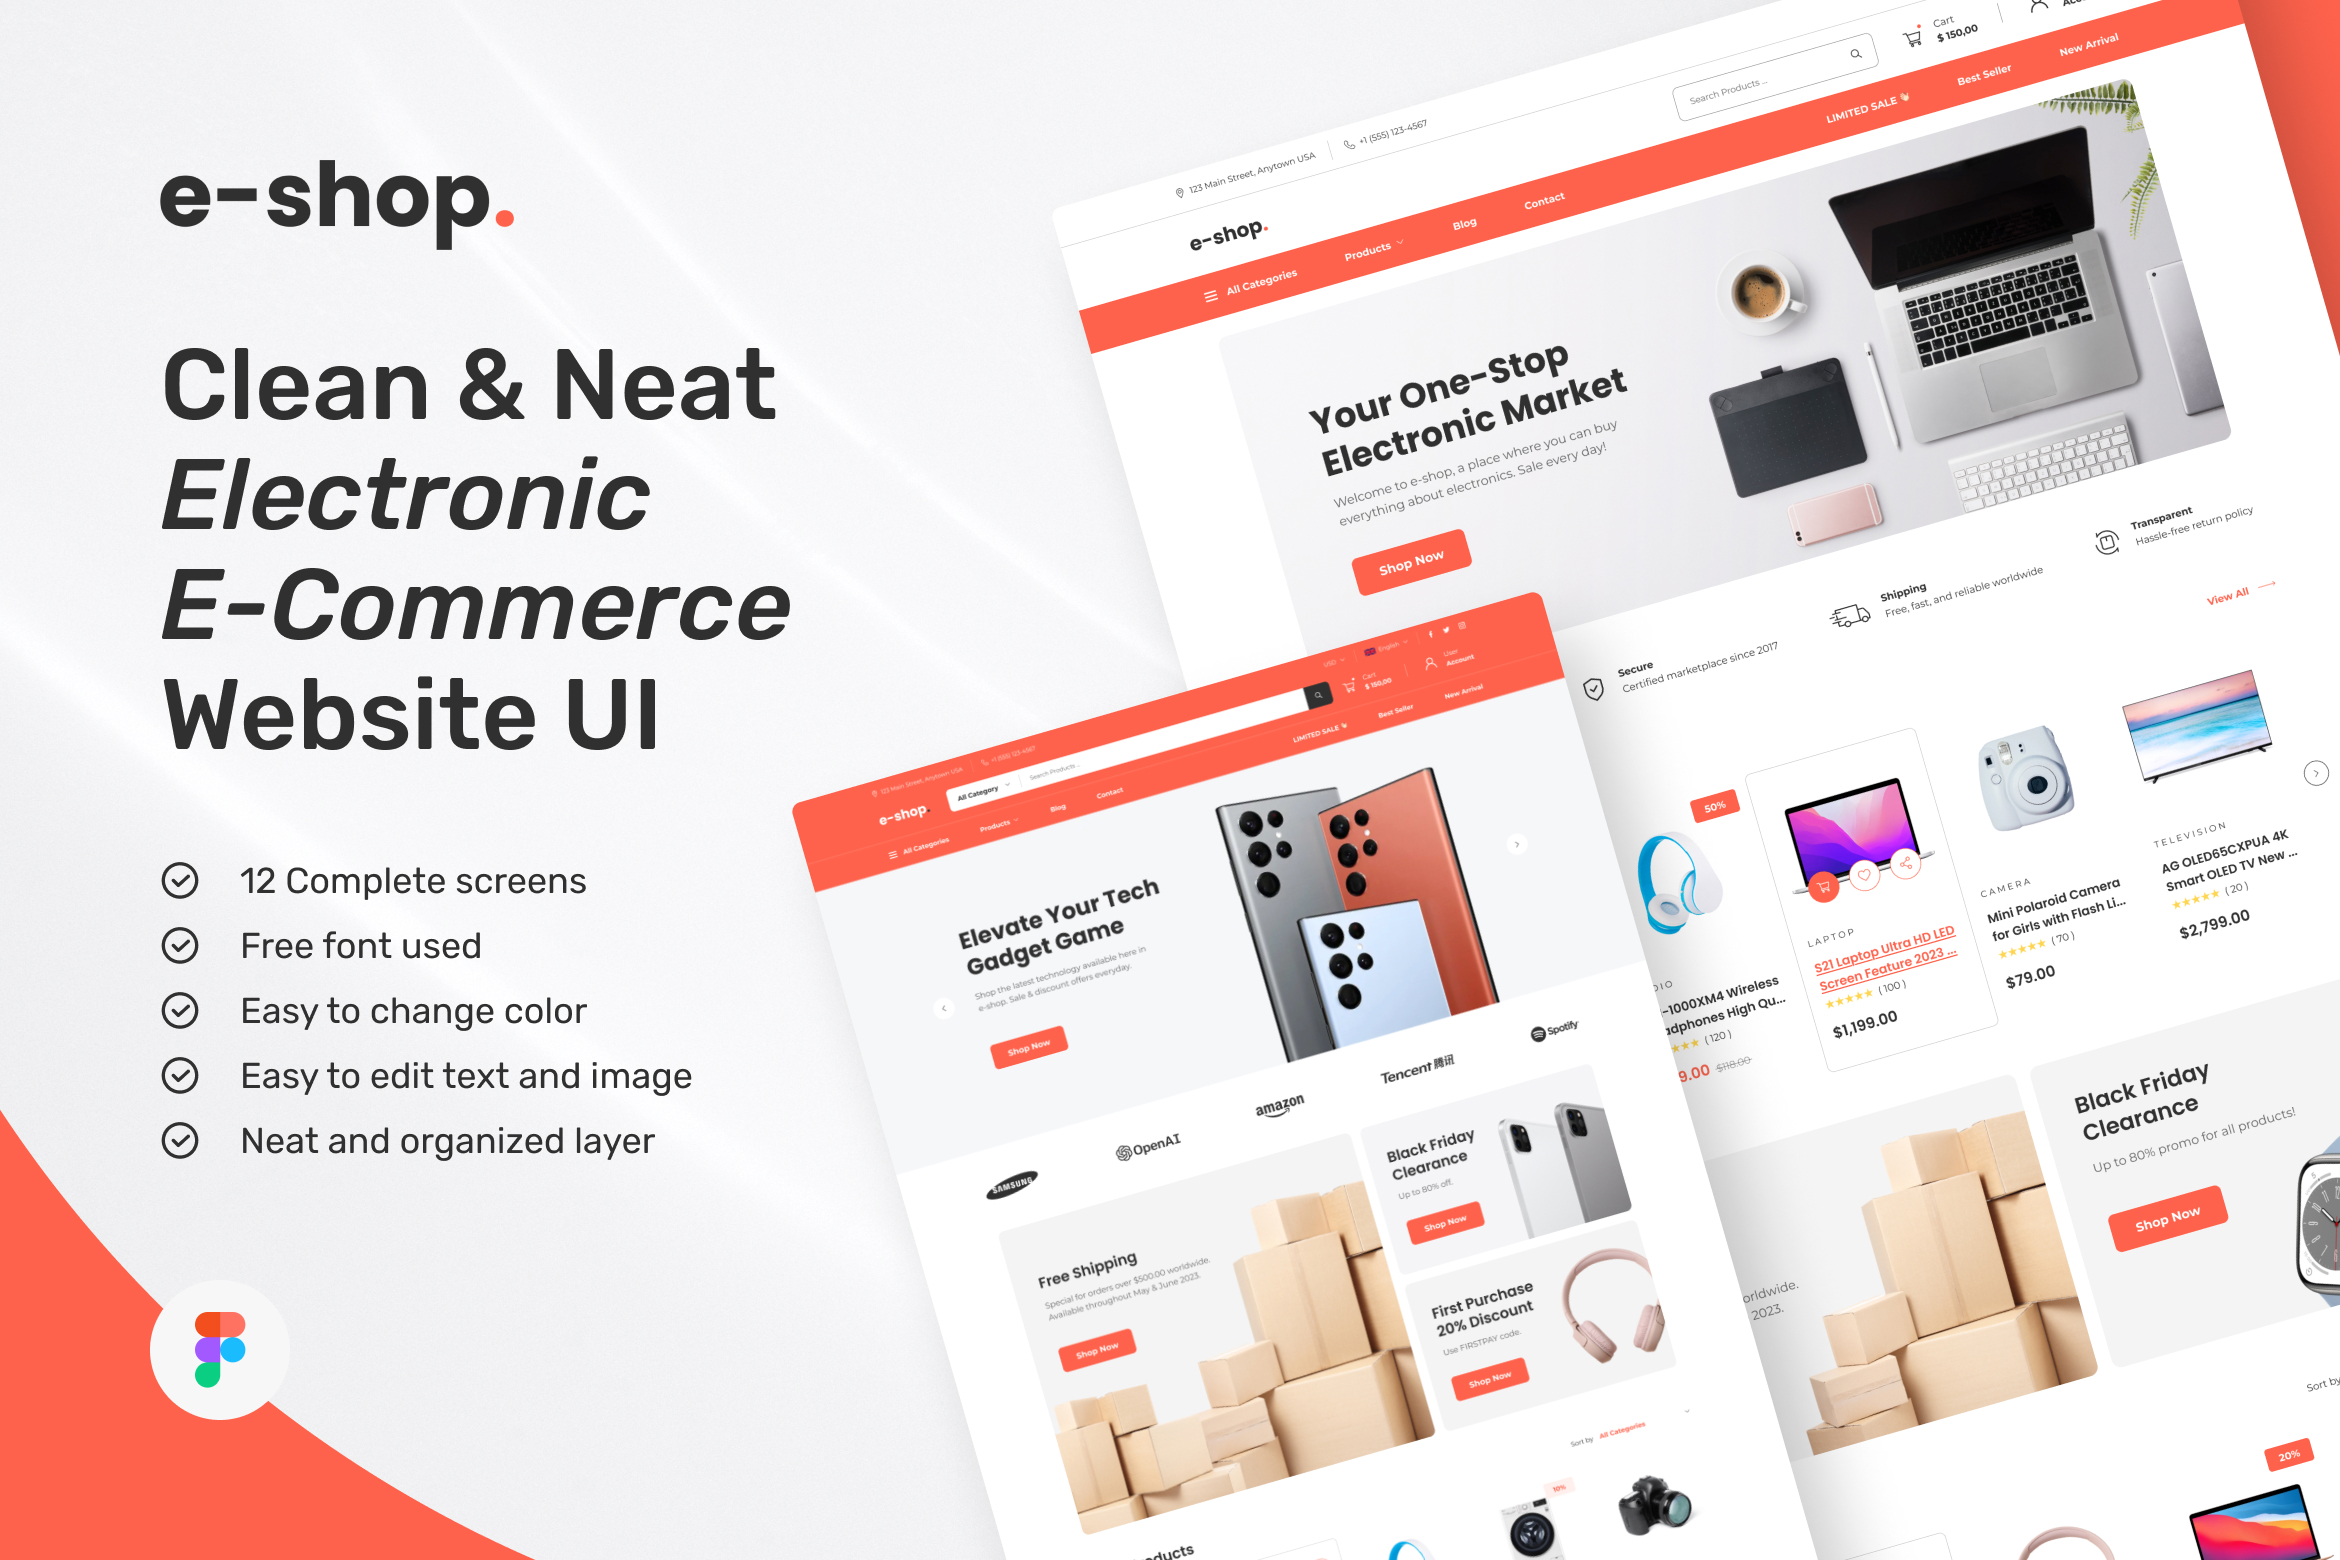 e-shop.
Clean & Neat
Electronic
E-Commerce
Website UI
12 Complete screens
Free font used
Easy to change color
Easy to edit text and image
Neat and organized layer
123 Main Street, Anytown USA
+1 (555) 123-4567
e-shop.
Search Products ...
Cart
$ 150,00
All Categories
Products
Blog
Contact
LIMITED SALE 👋
Best Seller
New Arrival
Your One-Stop
Electronic Market
Welcome to e-shop, a place where you can buy
everything about electronics. Sale every day!
Shop Now
Secure
Certified marketplace since 2017
Shipping
Free, fast, and reliable worldwide
Transparent
Hassle-free return policy
View All
50%
-1000XM4 Wireless
adphones High Qu...
(120)
9.00 $118.00
LAPTOP
S21 Laptop Ultra HD LED
Screen Feature 2023 ...
(100)
$1,199.00
CAMERA
Mini Polaroid Camera
for Girls with Flash Li...
(70)
$79.00
TELEVISION
AG OLED65CXPUA 4K
Smart OLED TV New ...
(20)
$2,799.00
orldwide.
2023.
Black Friday
Clearance
Up to 80% promo for all products!
Shop Now
Sort by
20%
123 Main Street, Anytown USA
+1 (555) 123-4567
USD
English
e-shop.
All Category
Search Products ...
Cart
$ 150,00
User
Account
All Categories
Products
Blog
Contact
LIMITED SALE 👋
Best Seller
New Arrival
Elevate Your Tech
Gadget Game
Shop the latest technology available here in
e-shop. Sale & discount offers everyday.
Shop Now
SAMSUNG
OpenAI
amazon
Tencent 腾讯
Spotify
Free Shipping
Special for orders over $500.00 worldwide.
Available throughout May & June 2023.
Shop Now
Black Friday
Clearance
Up to 80% off.
Shop Now
First Purchase
20% Discount
Use FIRSTPAY code.
Shop Now
Sort by All Categories
10%